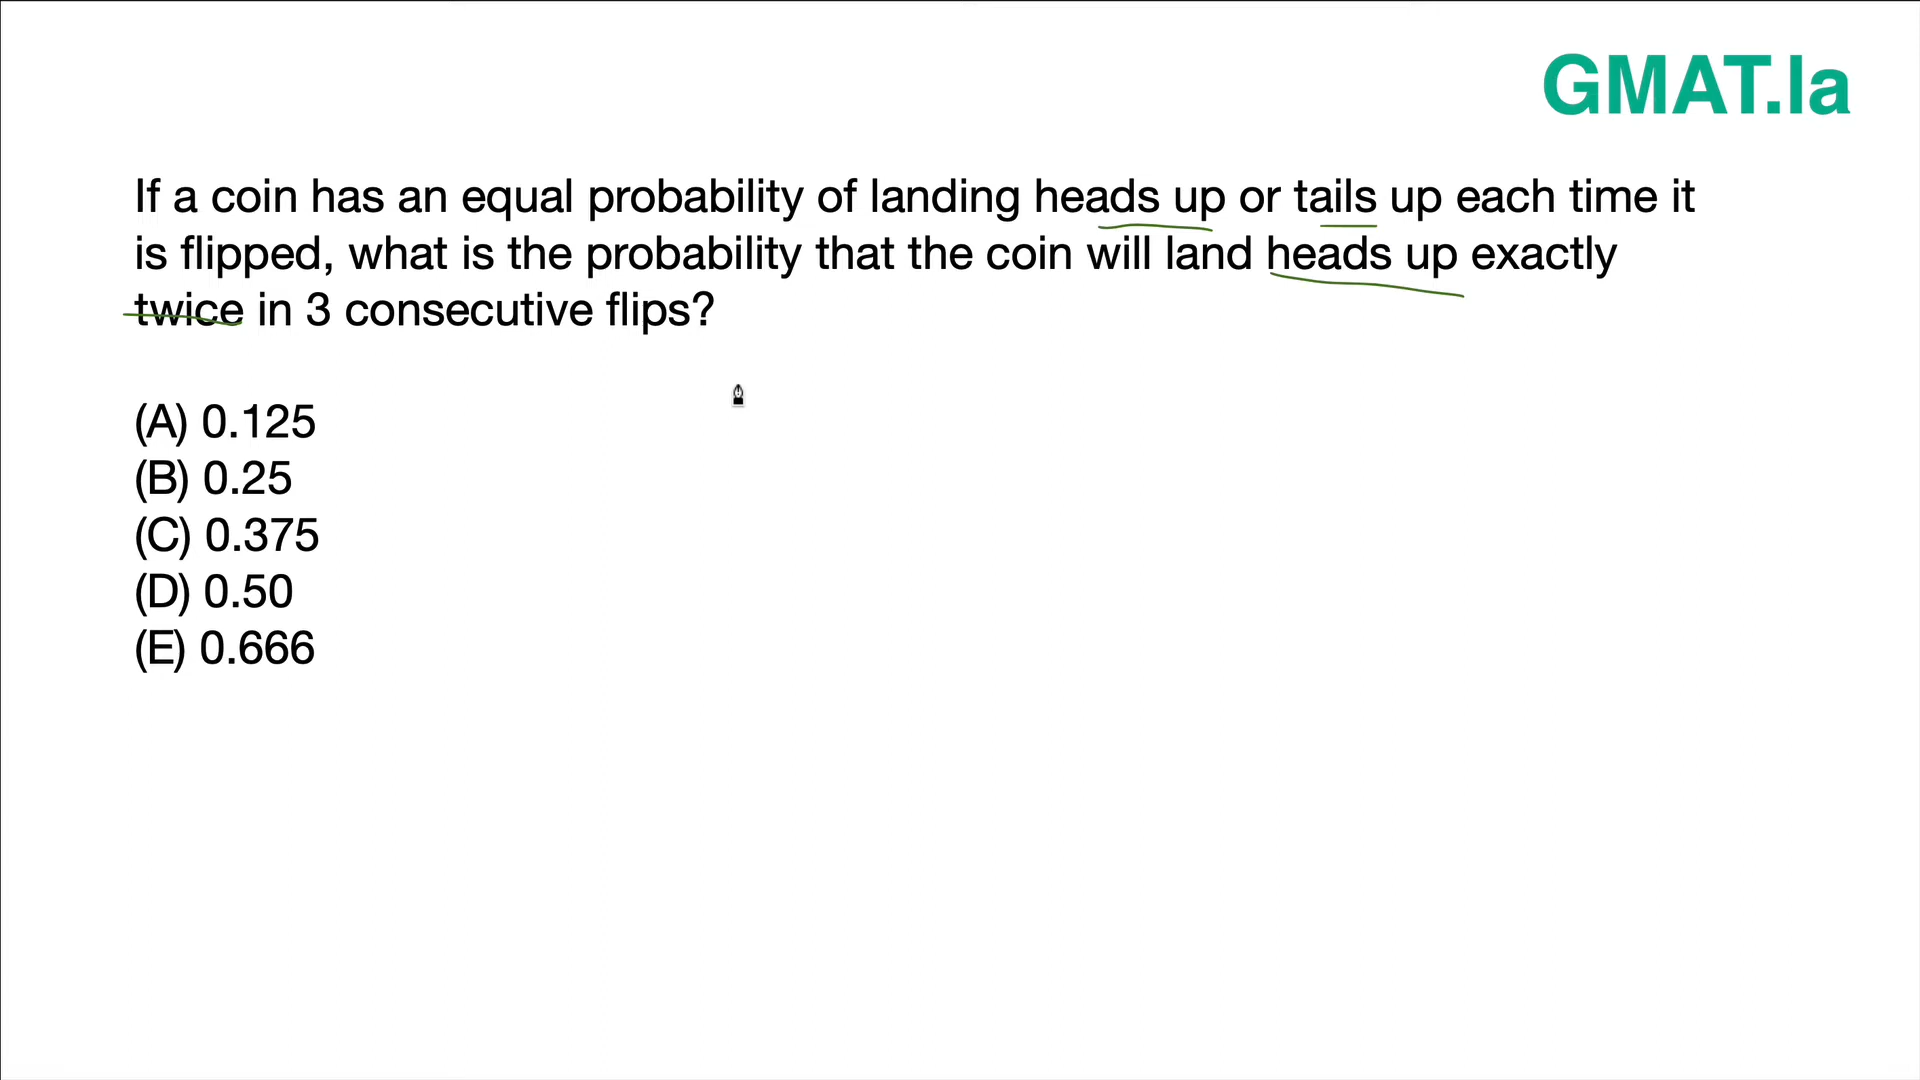 GMAT.la
If a coin has an equal probability of landing heads up or tails up each time it
is flipped, what is the probability that the coin will land heads up exactly
twice in 3 consecutive flips?
(A) 0.125
(B) 0.25
(C) 0.375
(D) 0.50
(E) 0.666